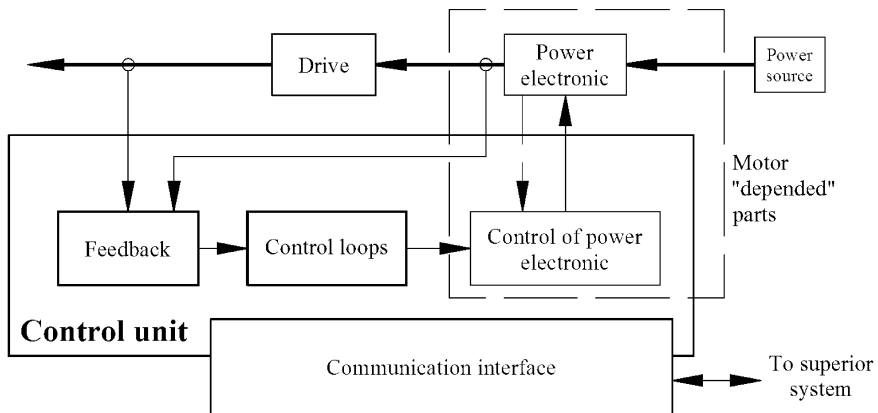 Drive
Power
electronic
Power
source
Motor
"depended"
parts
Feedback
Control loops
Control of power
electronic
Control unit
Communication interface
To superior
system